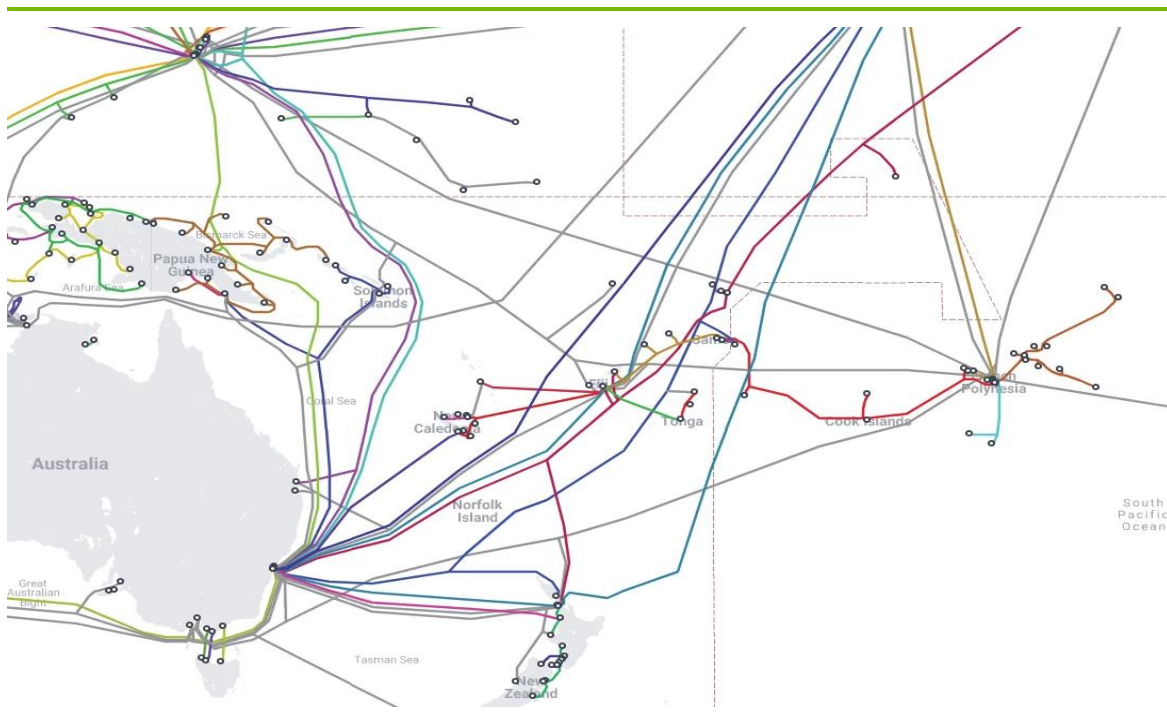 Bismarck Sea
Papua New
Guinea
Arafura Sea
Solomon
Islands
Samoa
Fiji
Coral Sea
New
Caledonia
Tonga
Cook Islands
Polynesia
Australia
Norfolk
Island
South
Pacific
Ocean
Great
Australian
Bight
Tasman Sea
New
Zealand